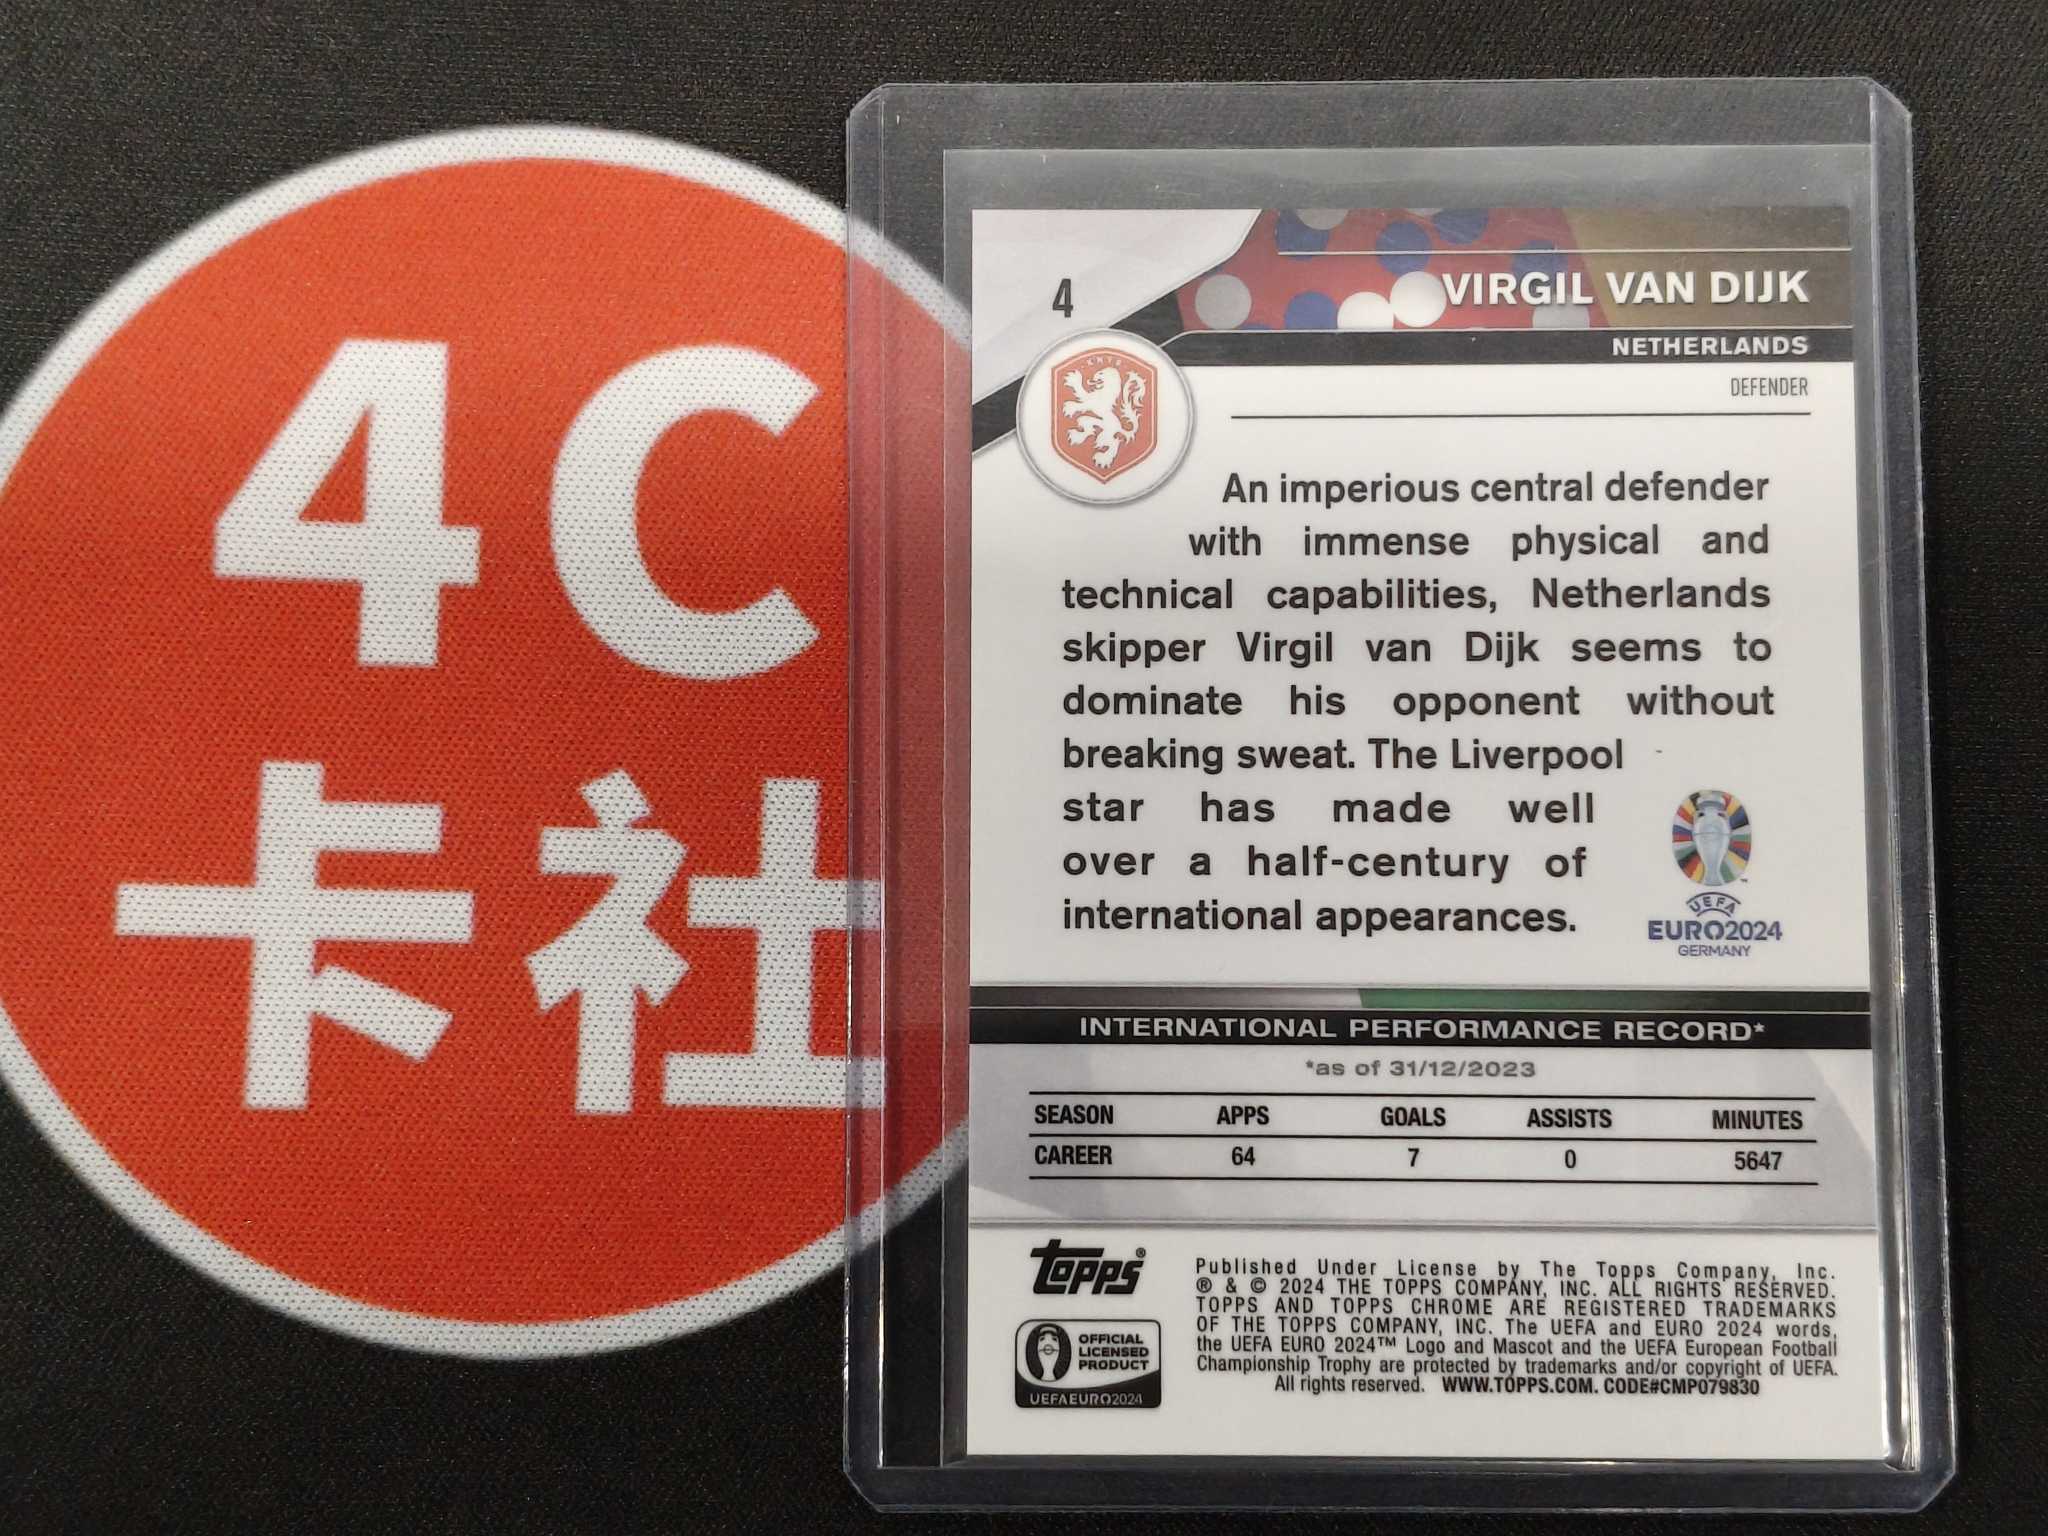 4C
卡社
4
VIRGIL VAN DIJK
NETHERLANDS
DEFENDER
KNVB
An imperious central defender
with immense physical and
technical capabilities, Netherlands
skipper Virgil van Dijk seems to
dominate his opponent without
breaking sweat. The Liverpool
star has made well
over a half-century of
international appearances.
UEFA
EURO2024
GERMANY
INTERNATIONAL PERFORMANCE RECORD*
*as of 31/12/2023
SEASON APPS GOALS ASSISTS MINUTES
CAREER 64 7 0 5647
Topps®
OFFICIAL
LICENSED
PRODUCT
UEFA EURO2024
Published Under License by The Topps Company, Inc.
® & © 2024 THE TOPPS COMPANY, INC. ALL RIGHTS RESERVED.
TOPPS AND TOPPS CHROME ARE REGISTERED TRADEMARKS
OF THE TOPPS COMPANY, INC. The UEFA and EURO 2024 words,
the UEFA EURO 2024™ Logo and Mascot and the UEFA European Football
Championship Trophy are protected by trademarks and/or copyright of UEFA.
All rights reserved. WWW.TOPPS.COM. CODE#CMP079830